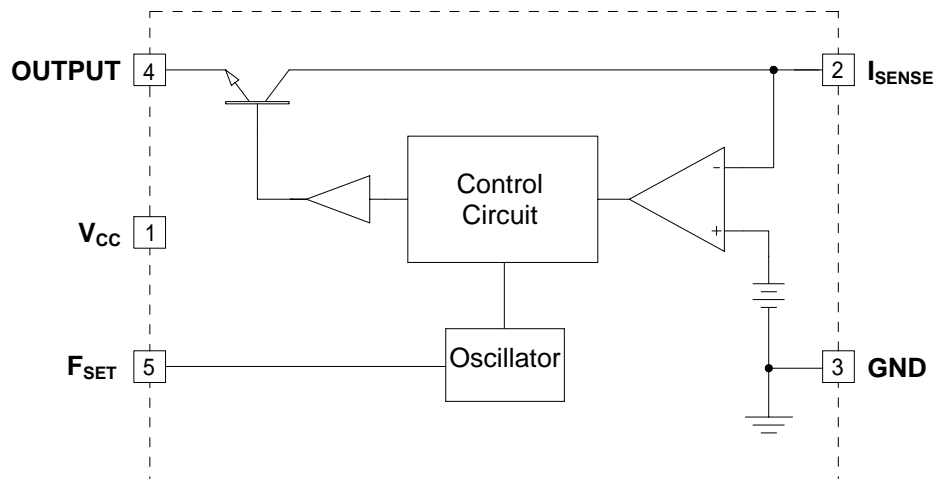 OUTPUT 4
2 ISENSE
-
Control
Circuit
VCC 1
+
FSET 5
Oscillator
3 GND